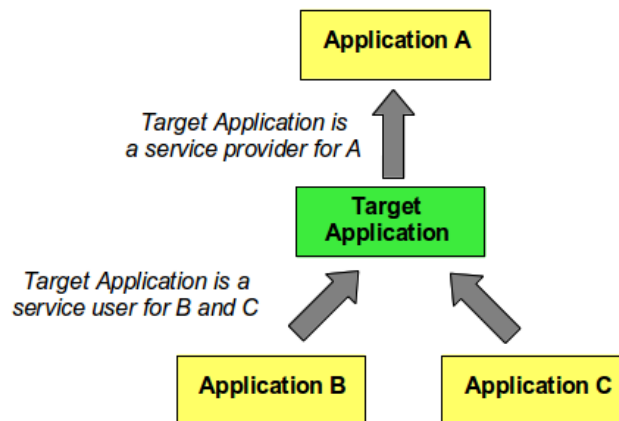 Application A
Target Application is
a service provider for A
Target
Application
Target Application is a
service user for B and C
Application B
Application C